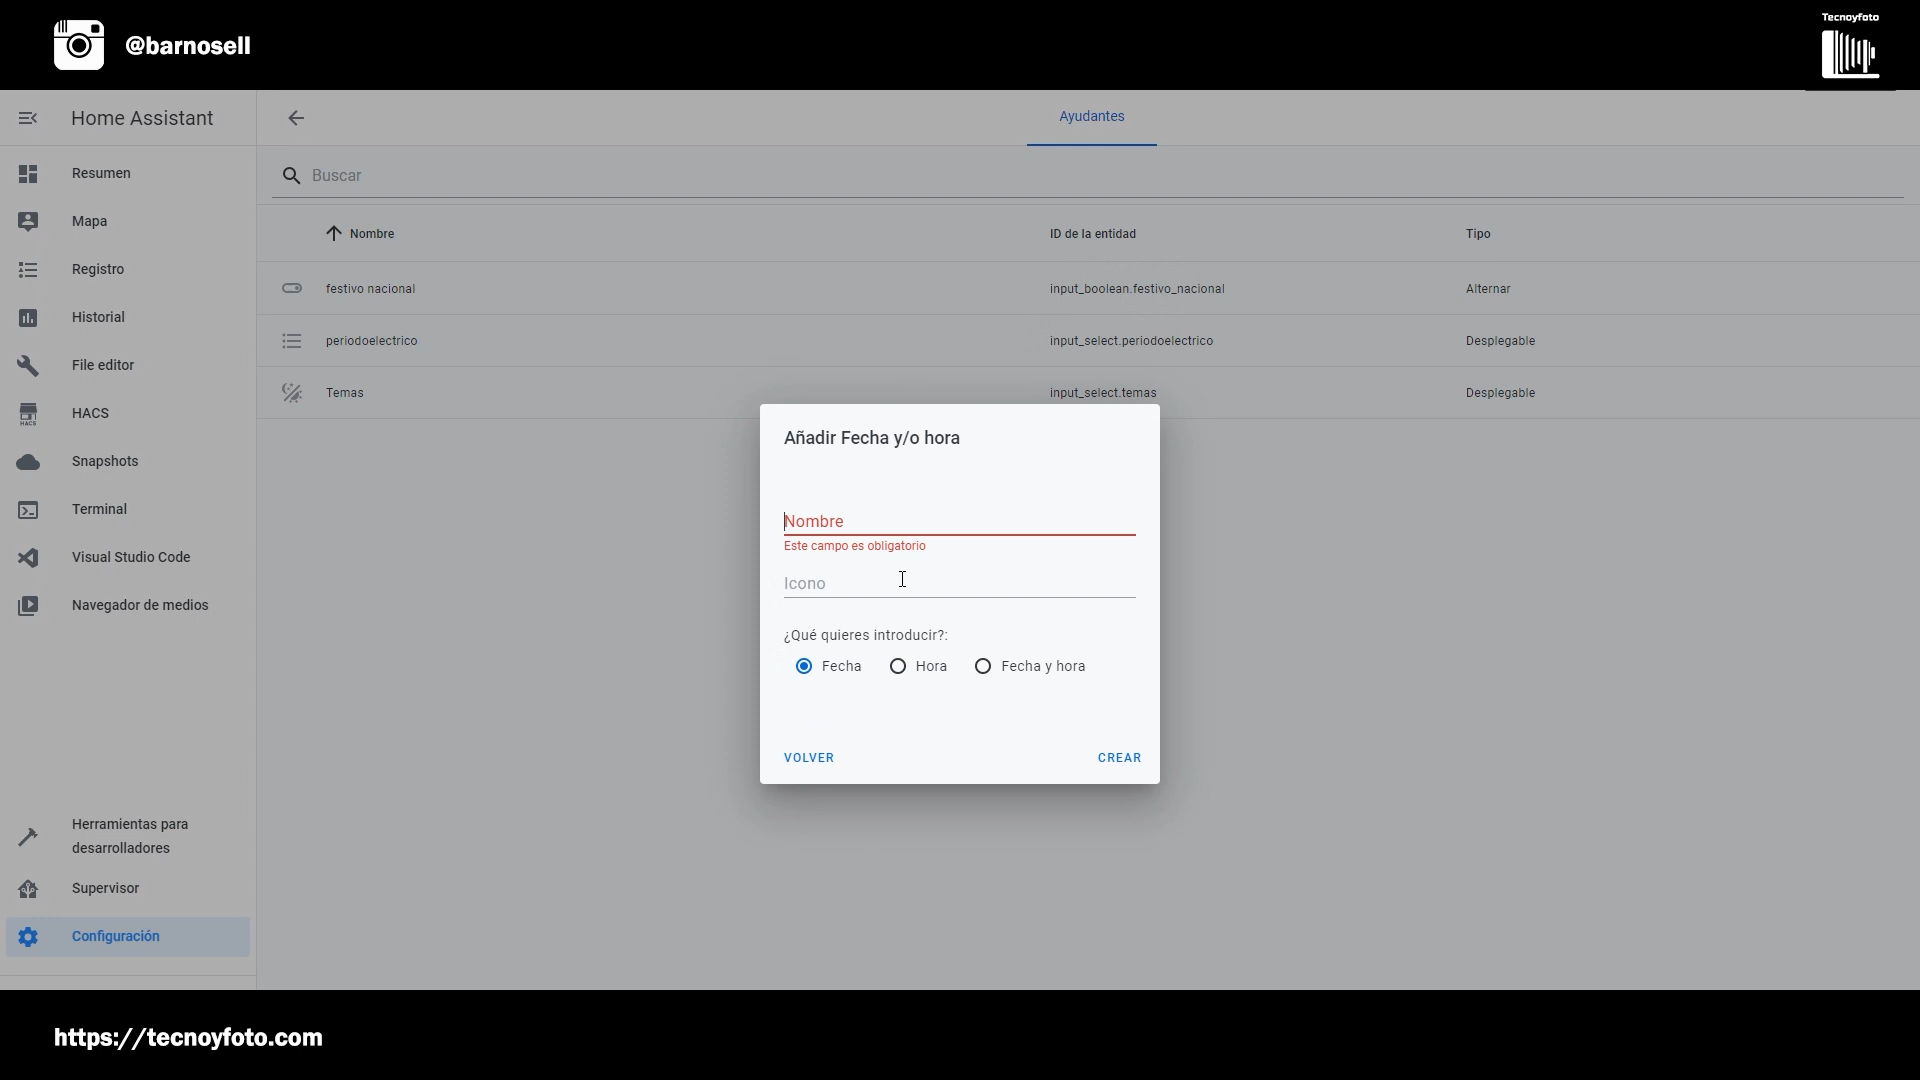 @barnosell
Tecnoyfoto
Home Assistant
Ayudantes
Resumen
Mapa
Registro
Historial
File editor
HACS
HACS
Snapshots
Terminal
Visual Studio Code
Navegador de medios
Herramientas para
desarrolladores
Supervisor
Configuración
Buscar
Nombre ID de la entidad Tipo
festivo nacional input_boolean.festivo_nacional Alternar
periodoelectrico input_select.periodoelectrico Desplegable
Temas input_select.temas Desplegable
Añadir Fecha y/o hora
Nombre
Este campo es obligatorio
Icono
¿Qué quieres introducir?:
Fecha Hora Fecha y hora
VOLVER CREAR
https://tecnoyfoto.com